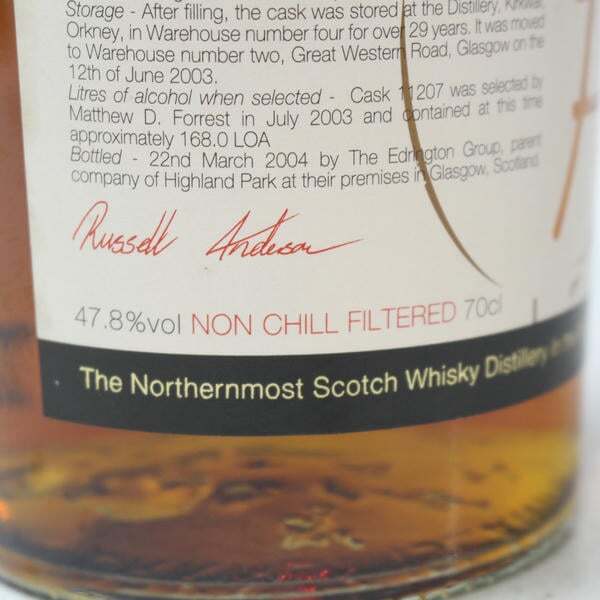 Storage - After filling, the cask was stored at the Distillery, Kirkwall,
Orkney, in Warehouse number four for over 29 years. It was moved
to Warehouse number two, Great Western Road, Glasgow on the
12th of June 2003.
Litres of alcohol when selected - Cask 11207 was selected by
Matthew D. Forrest in July 2003 and contained at this time
approximately 168.0 LOA
Bottled - 22nd March 2004 by The Edrington Group, parent
company of Highland Park at their premises in Glasgow, Scotland.
Russell Anderson
47.8%vol NON CHILL FILTERED 70cl
The Northernmost Scotch Whisky Distillery in the